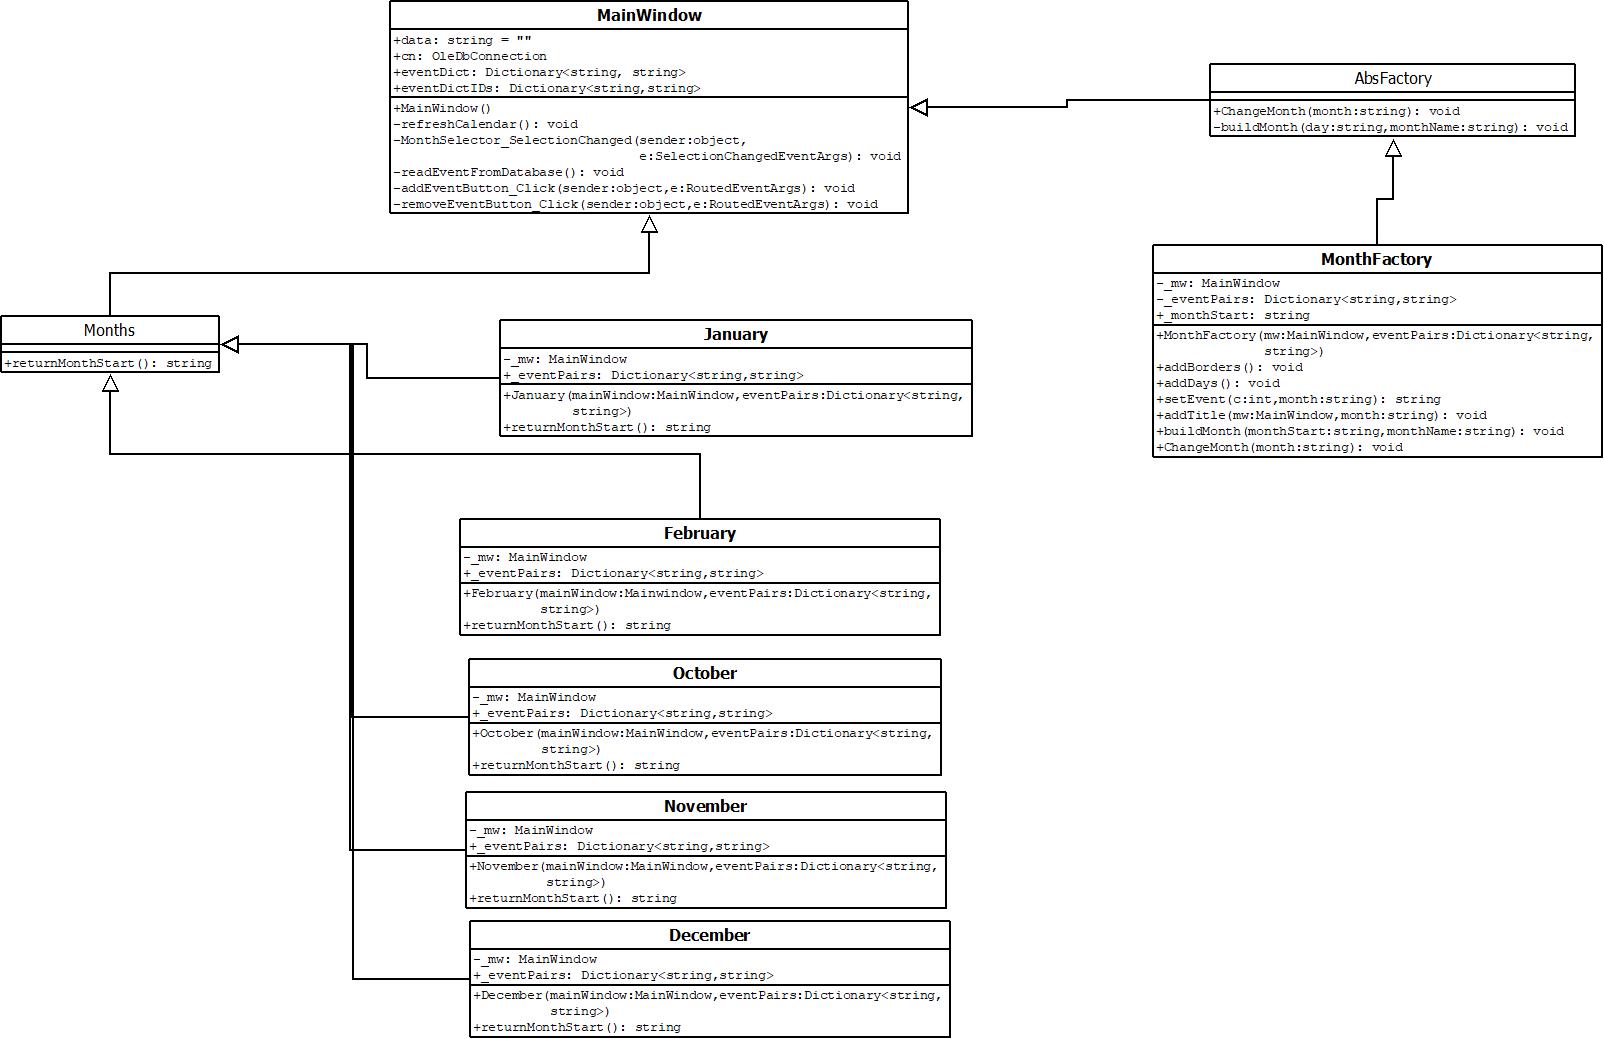 MainWindow
+data: string = ""
+cn: OleDbConnection
+eventDict: Dictionary<string, string>
+eventDictIDs: Dictionary<string,string>
+MainWindow()
-refreshCalendar(): void
-MonthSelector_SelectionChanged(sender:object,
e:SelectionChangedEventArgs): void
-readEventFromDatabase(): void
-addEventButton_Click(sender:object,e:RoutedEventArgs): void
-removeEventButton_Click(sender:object,e:RoutedEventArgs): void
AbsFactory
+ChangeMonth(month:string): void
-buildMonth(day:string,monthName:string): void
MonthFactory
-_mw: MainWindow
-_eventPairs: Dictionary<string,string>
+_monthStart: string
+MonthFactory(mw:MainWindow,eventPairs:Dictionary<string,
string>)
+addBorders(): void
+addDays(): void
+setEvent(c:int,month:string): string
+addTitle(mw:MainWindow,month:string): void
+buildMonth(monthStart:string,monthName:string): void
+ChangeMonth(month:string): void
Months
+returnMonthStart(): string
January
-_mw: MainWindow
+_eventPairs: Dictionary<string,string>
+January(mainWindow:MainWindow,eventPairs:Dictionary<string,
string>)
+returnMonthStart(): string
February
-_mw: MainWindow
+_eventPairs: Dictionary<string,string>
+February(mainWindow:Mainwindow,eventPairs:Dictionary<string,
string>)
+returnMonthStart(): string
October
-_mw: MainWindow
+_eventPairs: Dictionary<string,string>
+October(mainWindow:MainWindow,eventPairs:Dictionary<string,
string>)
+returnMonthStart(): string
November
-_mw: MainWindow
+_eventPairs: Dictionary<string,string>
+November(mainWindow:MainWindow,eventPairs:Dictionary<string,
string>)
+returnMonthStart(): string
December
-_mw: MainWindow
+_eventPairs: Dictionary<string,string>
+December(mainWindow:MainWindow,eventPairs:Dictionary<string,
string>)
+returnMonthStart(): string